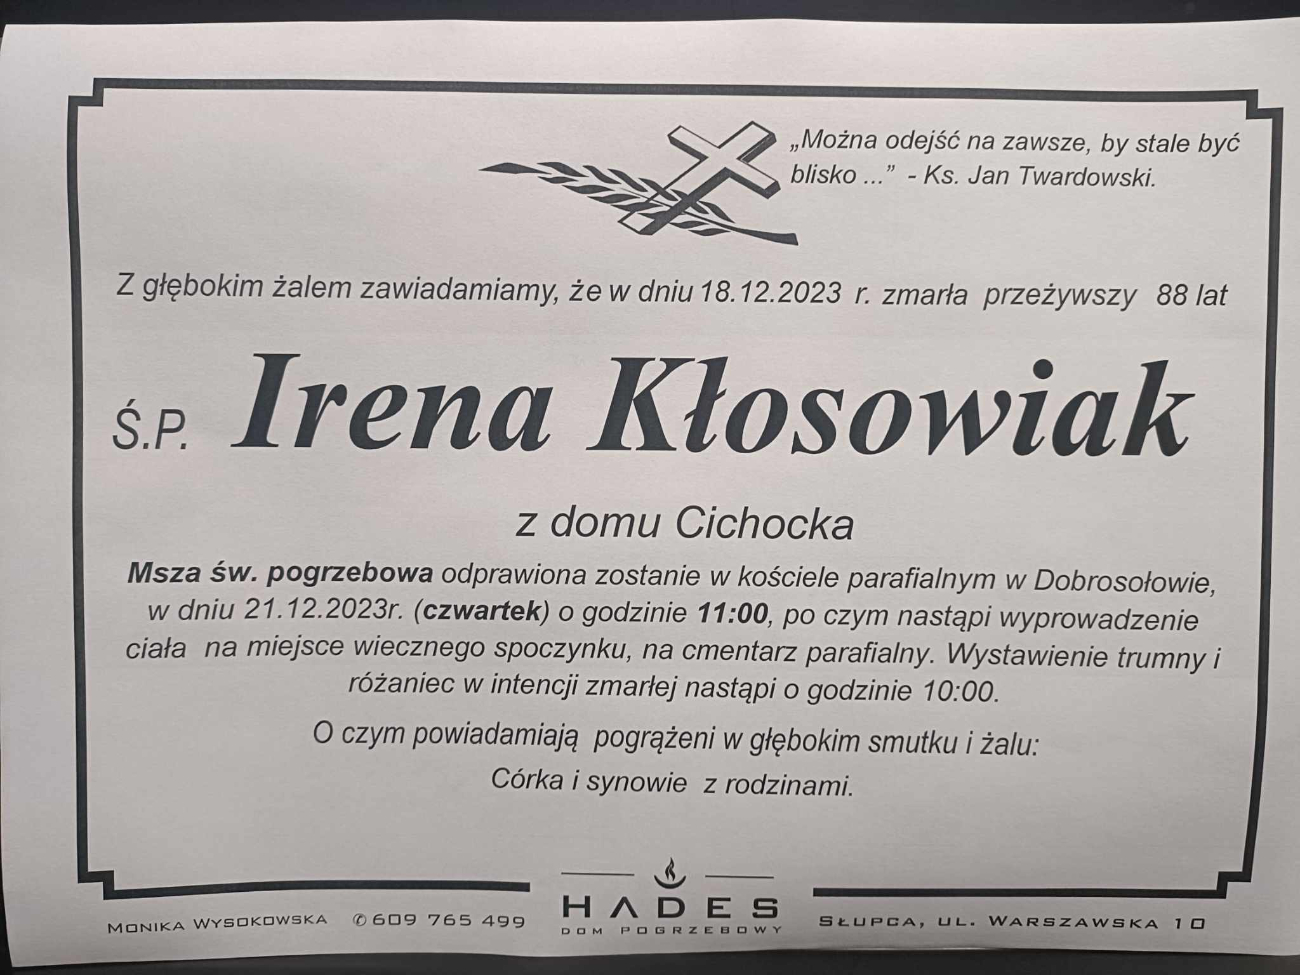 „Można odejść na zawsze, by stale być
blisko ...” - Ks. Jan Twardowski.
Z głębokim żalem zawiadamiamy, że w dniu 18.12.2023 r. zmarła przeżywszy 88 lat
Ś.P. Irena Kłosowiak
z domu Cichocka
Msza św. pogrzebowa odprawiona zostanie w kościele parafialnym w Dobrosołowie,
w dniu 21.12.2023r. (czwartek) o godzinie 11:00, po czym nastąpi wyprowadzenie
ciała na miejsce wiecznego spoczynku, na cmentarz parafialny. Wystawienie trumny i
różaniec w intencji zmarłej nastąpi o godzinie 10:00.
O czym powiadamiają pogrążeni w głębokim smutku i żalu:
Córka i synowie z rodzinami.
HADES
DOM POGRZEBOWY
MONIKA WYSOKOWSKA ✆ 609 765 499
SŁUPCA, UL. WARSZAWSKA 10